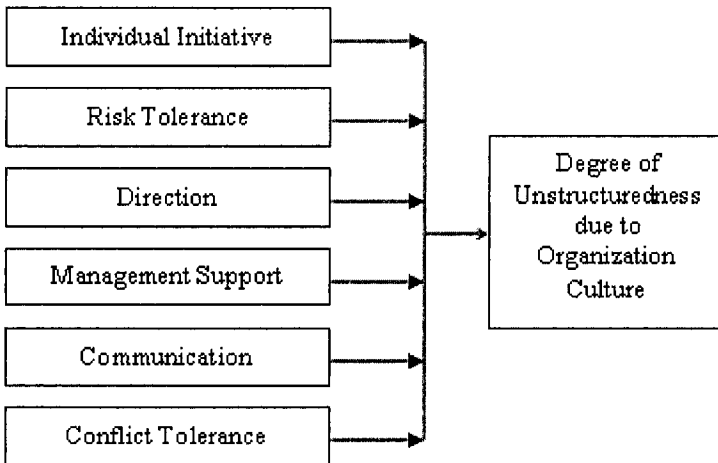 Individual Initiative
Risk Tolerance
Direction
Management Support
Communication
Conflict Tolerance
Degree of
Unstructuredness
due to
Organization
Culture